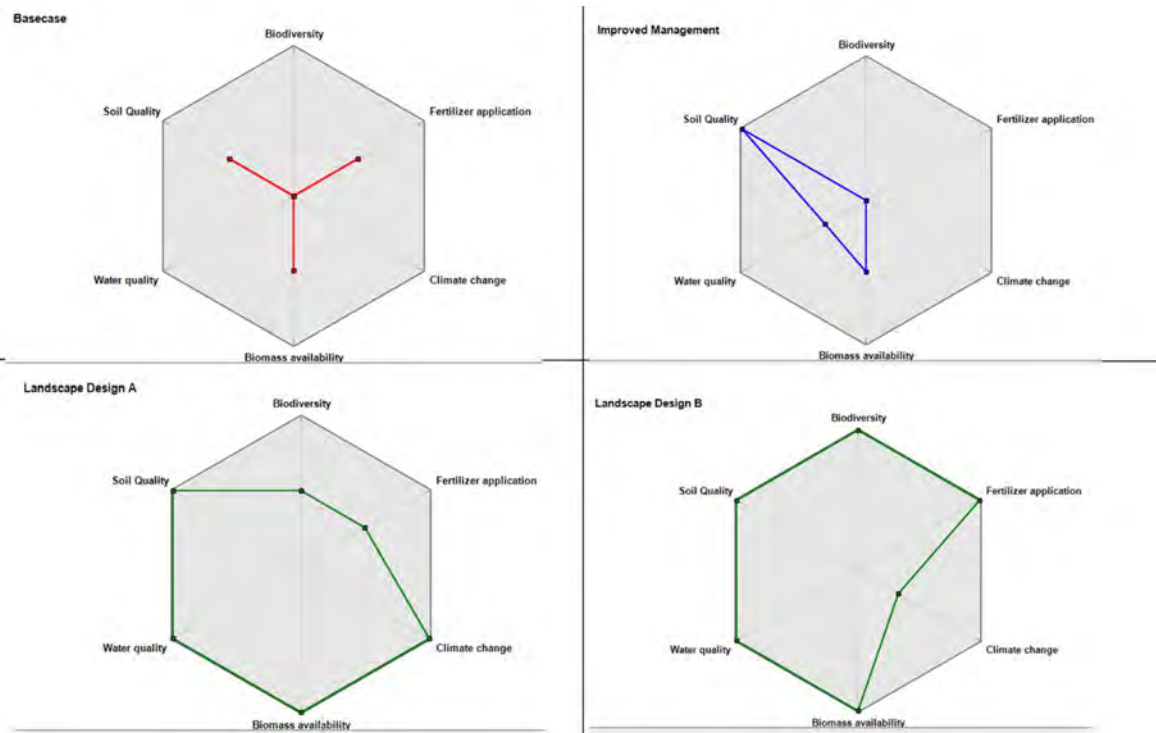 Basecase
Biodiversity
Soil Quality
Fertilizer application
Water quality
Climate change
Biomass availability
Improved Management
Biodiversity
Soil Quality
Fertilizer application
Water quality
Climate change
Biomass availability
Landscape Design A
Biodiversity
Soil Quality
Fertilizer application
Water quality
Climate change
Biomass availability
Landscape Design B
Biodiversity
Soil Quality
Fertilizer application
Water quality
Climate change
Biomass availability